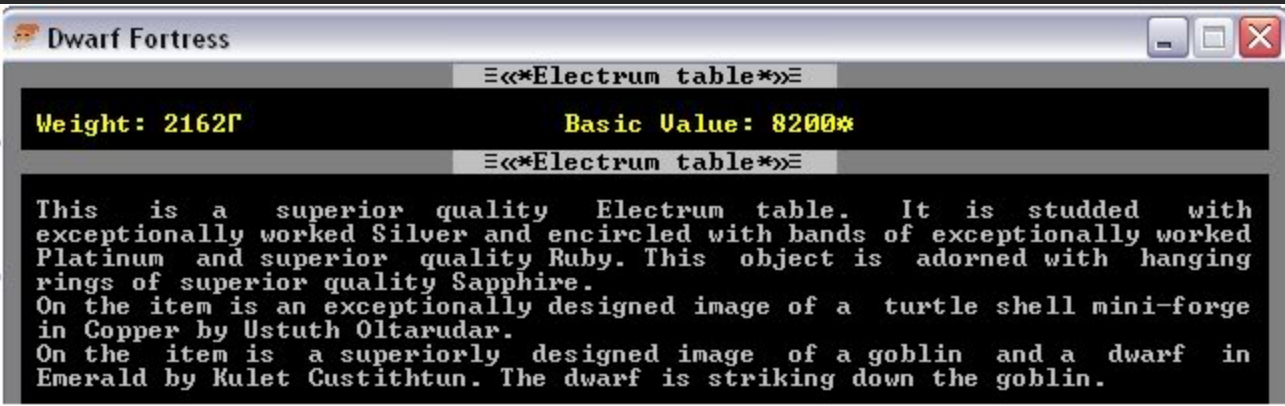 Dwarf Fortress
≡«*Electrum table*»≡
Weight: 2162Γ Basic Value: 8200☼
≡«*Electrum table*»≡
This is a superior quality Electrum table. It is studded with
exceptionally worked Silver and encircled with bands of exceptionally worked
Platinum and superior quality Ruby. This object is adorned with hanging
rings of superior quality Sapphire.
On the item is an exceptionally designed image of a turtle shell mini-forge
in Copper by Ustuth Oltarudar.
On the item is a superiorly designed image of a goblin and a dwarf in
Emerald by Kulet Custithtun. The dwarf is striking down the goblin.